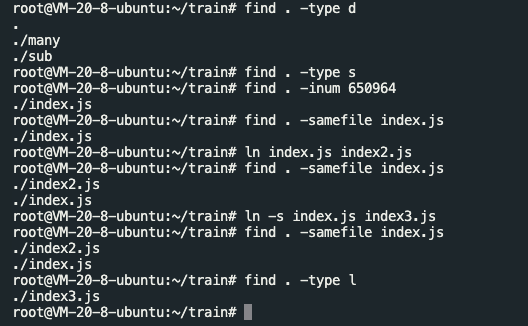 root@VM-20-8-ubuntu:~/train# find . -type d
.
./many
./sub
root@VM-20-8-ubuntu:~/train# find . -type s
root@VM-20-8-ubuntu:~/train# find . -inum 650964
./index.js
root@VM-20-8-ubuntu:~/train# find . -samefile index.js
./index.js
root@VM-20-8-ubuntu:~/train# ln index.js index2.js
root@VM-20-8-ubuntu:~/train# find . -samefile index.js
./index2.js
./index.js
root@VM-20-8-ubuntu:~/train# ln -s index.js index3.js
root@VM-20-8-ubuntu:~/train# find . -samefile index.js
./index2.js
./index.js
root@VM-20-8-ubuntu:~/train# find . -type l
./index3.js
root@VM-20-8-ubuntu:~/train#